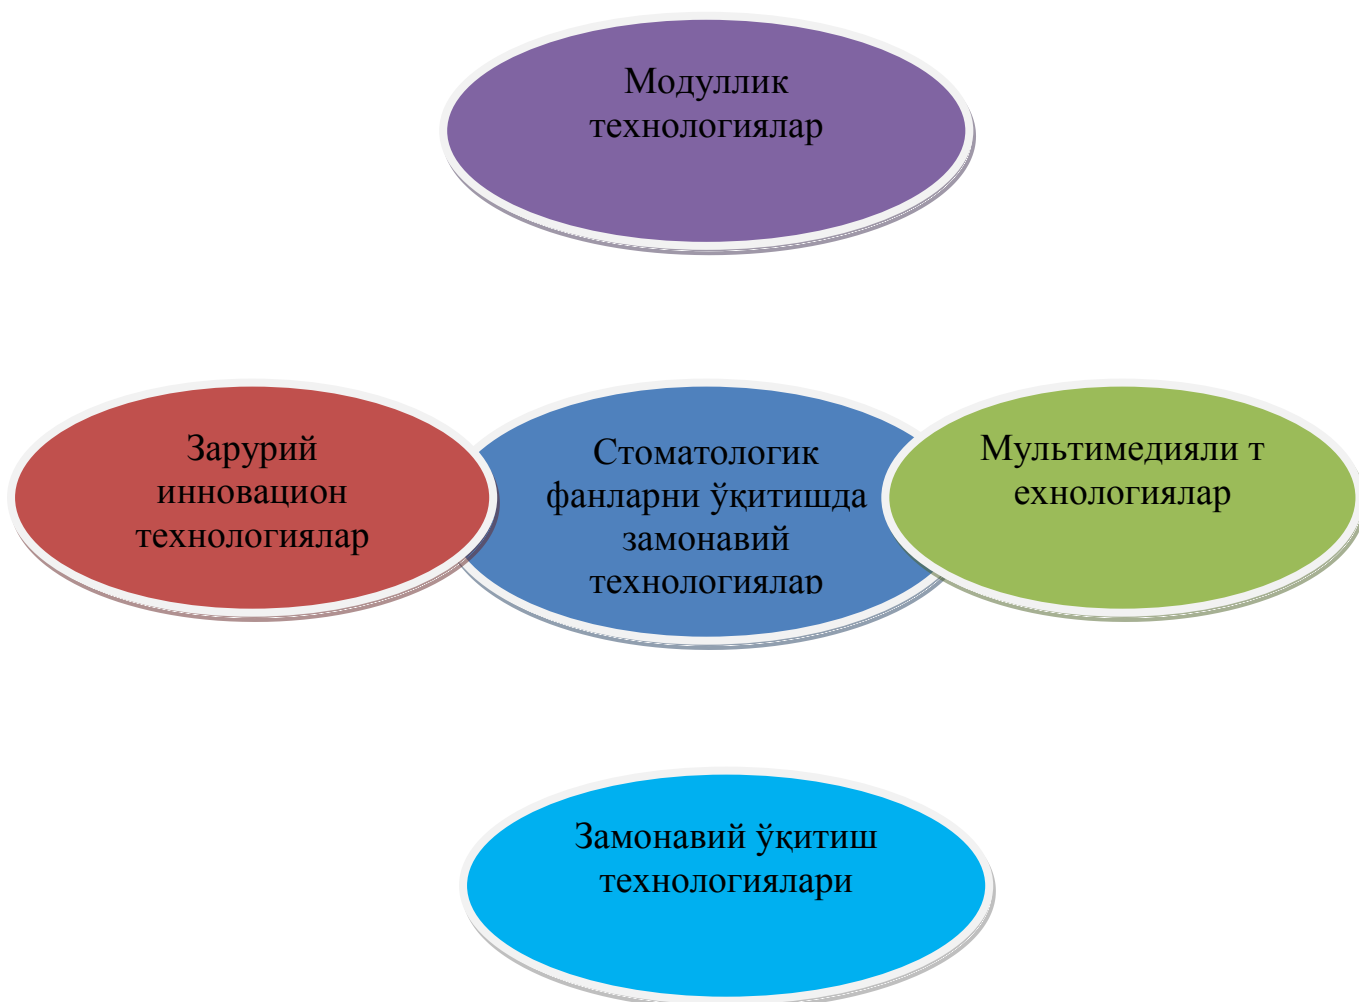 Модуллик
технологиялар
Зарурий
инновацион
технологиялар
Стоматологик
фанларни ўқитишда
замонавий
технологиялар
Мультимедияли т
ехнологиялар
Замонавий ўқитиш
технологиялари